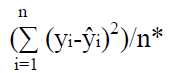 n
(∑ (yi-ŷi)²)/n*
i=1